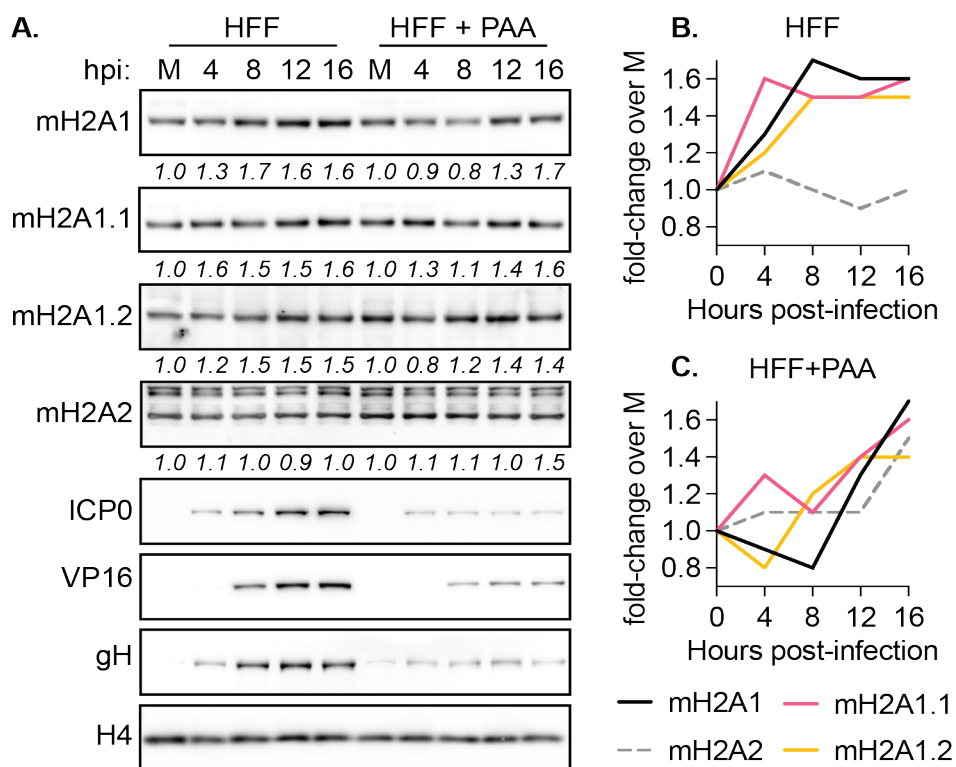 A.
HFF
HFF + PAA
hpi: M 4 8 12 16 M 4 8 12 16
mH2A1
1.0 1.3 1.7 1.6 1.6 1.0 0.9 0.8 1.3 1.7
mH2A1.1
1.0 1.6 1.5 1.5 1.6 1.0 1.3 1.1 1.4 1.6
mH2A1.2
1.0 1.2 1.5 1.5 1.5 1.0 0.8 1.2 1.4 1.4
mH2A2
1.0 1.1 1.0 0.9 1.0 1.0 1.1 1.1 1.0 1.5
ICP0
VP16
gH
H4
B.
HFF
fold-change over M
1.6
1.4
1.2
1.0
0.8
0 4 8 12 16
Hours post-infection
C.
HFF+PAA
fold-change over M
1.6
1.4
1.2
1.0
0.8
0 4 8 12 16
Hours post-infection
mH2A1 mH2A1.1
mH2A2 mH2A1.2